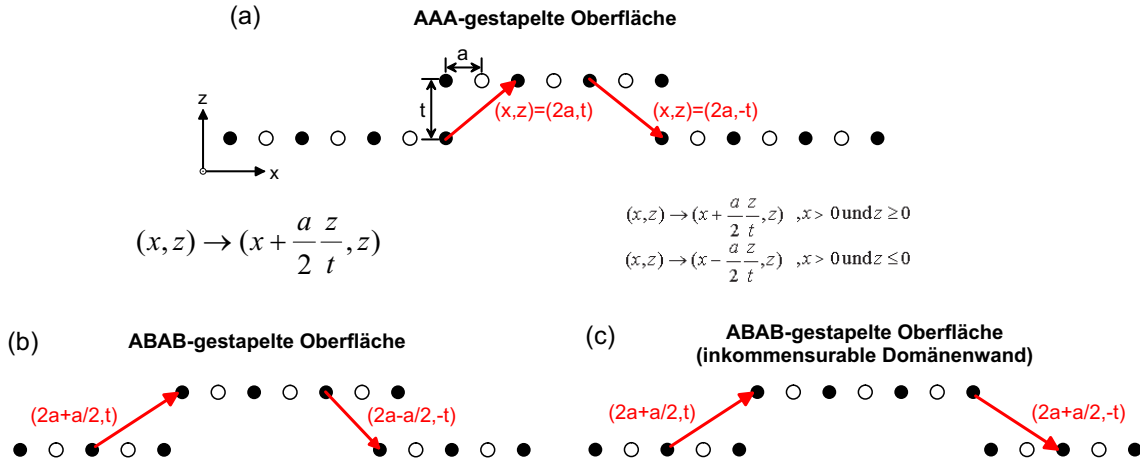 (a)
AAA-gestapelte Oberfläche
a
z
t
(x,z)=(2a,t)
(x,z)=(2a,-t)
x
(x,z) → (x + a/2 z/t, z)
(x,z) → (x + a/2 z/t, z) ,x > 0 und z ≥ 0
(x,z) → (x − a/2 z/t, z) ,x > 0 und z ≤ 0
(b)
ABAB-gestapelte Oberfläche
(2a+a/2,t)
(2a-a/2,-t)
(c)
ABAB-gestapelte Oberfläche
(inkommensurable Domänenwand)
(2a+a/2,t)
(2a+a/2,-t)